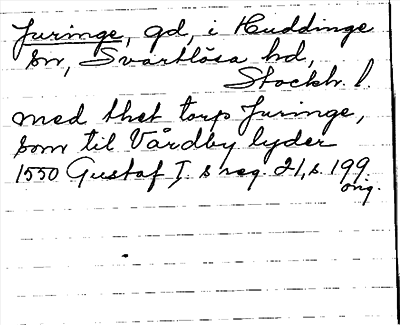 Juringe, gd, i Huddinge
sn, Svartlösa hd,
Stockh. l.
med thet torp Juringe,
som til Vårdby lyder
1550 Gustaf I:s reg. 21, s. 199
orig.